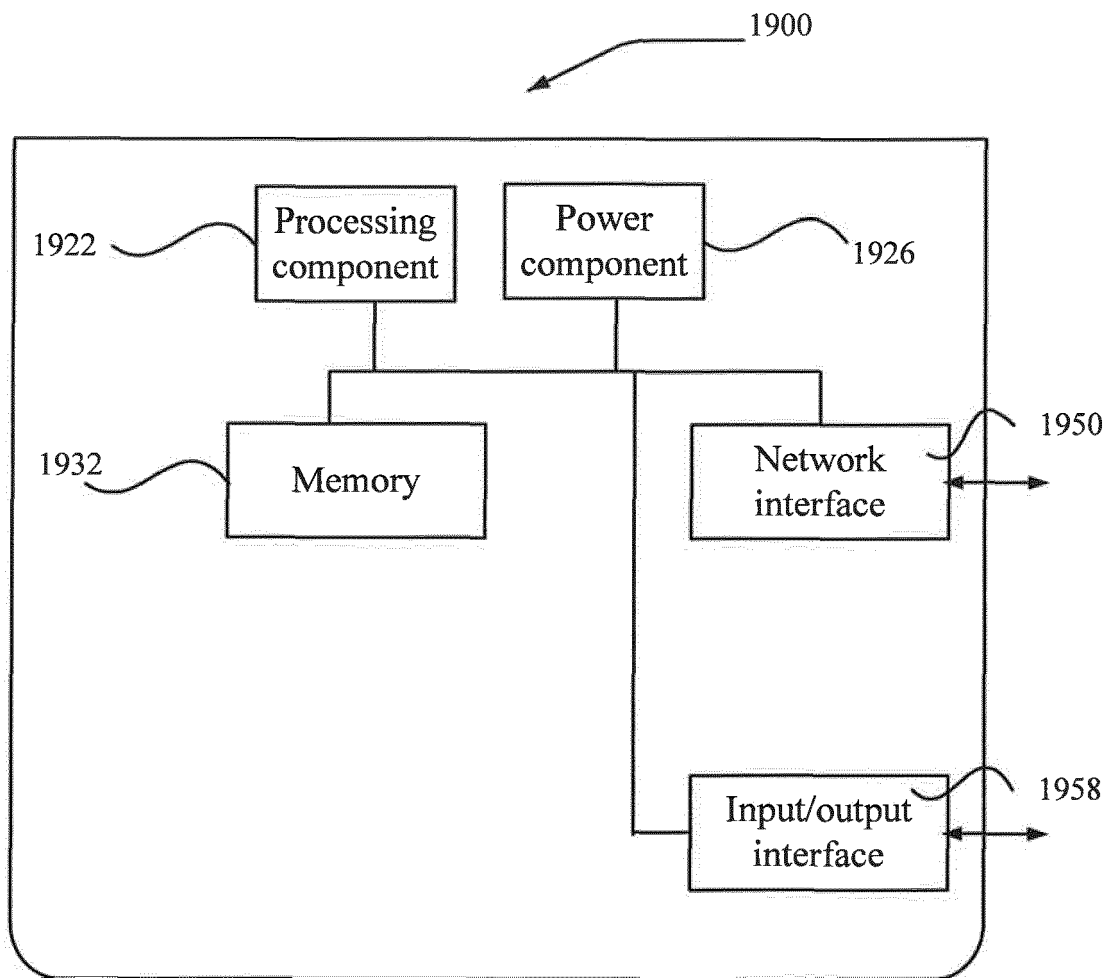 1900
Processing
component
Power
component
1922
1926
1932
Memory
Network
interface
1950
Input/output
interface
1958